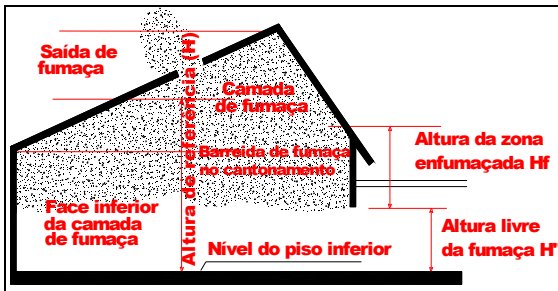 Saída de
fumaça
Altura de referência (H)
Camada
de fumaça
Altura da zona
enfumaçada Hf
Barreida de fumaça
no cantonamento
Face inferior
da camada
de fumaça
Altura livre
da fumaça H'
Nível do piso inferior